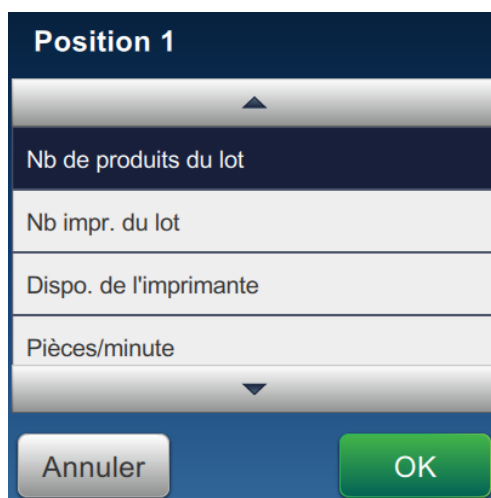 Position 1
Nb de produits du lot
Nb impr. du lot
Dispo. de l'imprimante
Pièces/minute
Annuler
OK